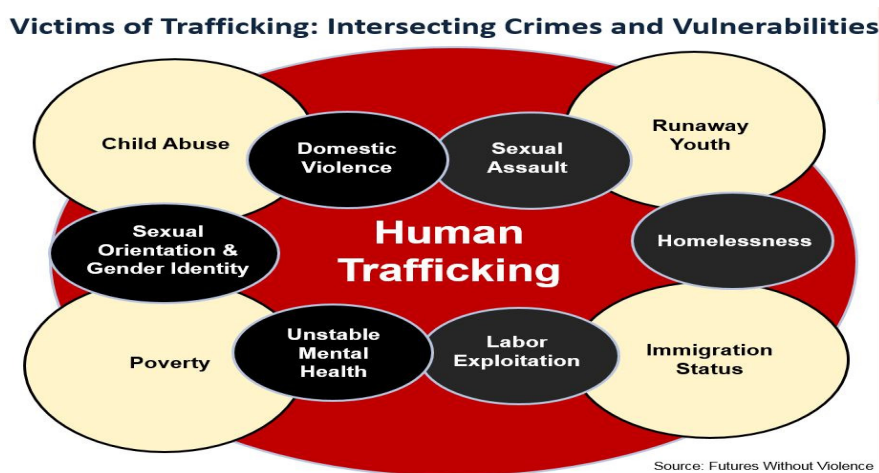 Victims of Trafficking: Intersecting Crimes and Vulnerabilities
Child Abuse
Domestic
Violence
Sexual
Assault
Runaway
Youth
Sexual
Orientation &
Gender Identity
Human
Trafficking
Homelessness
Poverty
Unstable
Mental
Health
Labor
Exploitation
Immigration
Status
Source: Futures Without Violence